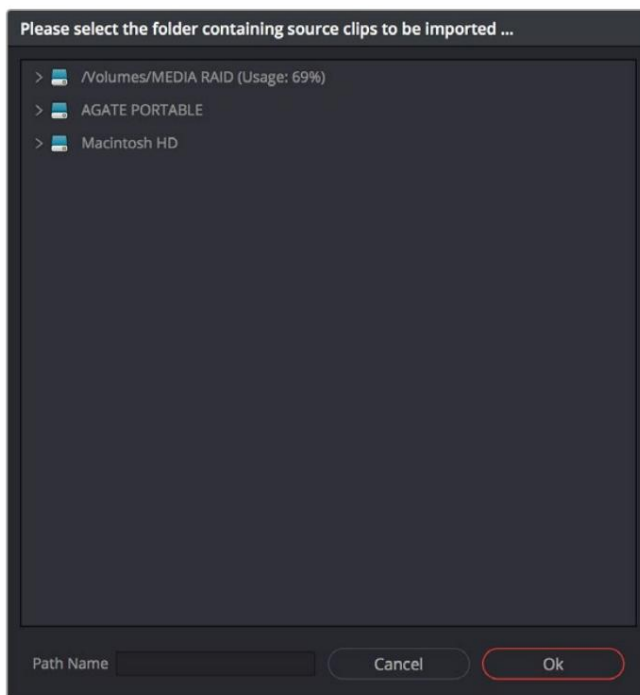 Please select the folder containing source clips to be imported ...
/Volumes/MEDIA RAID (Usage: 69%)
AGATE PORTABLE
Macintosh HD
Path Name Cancel Ok